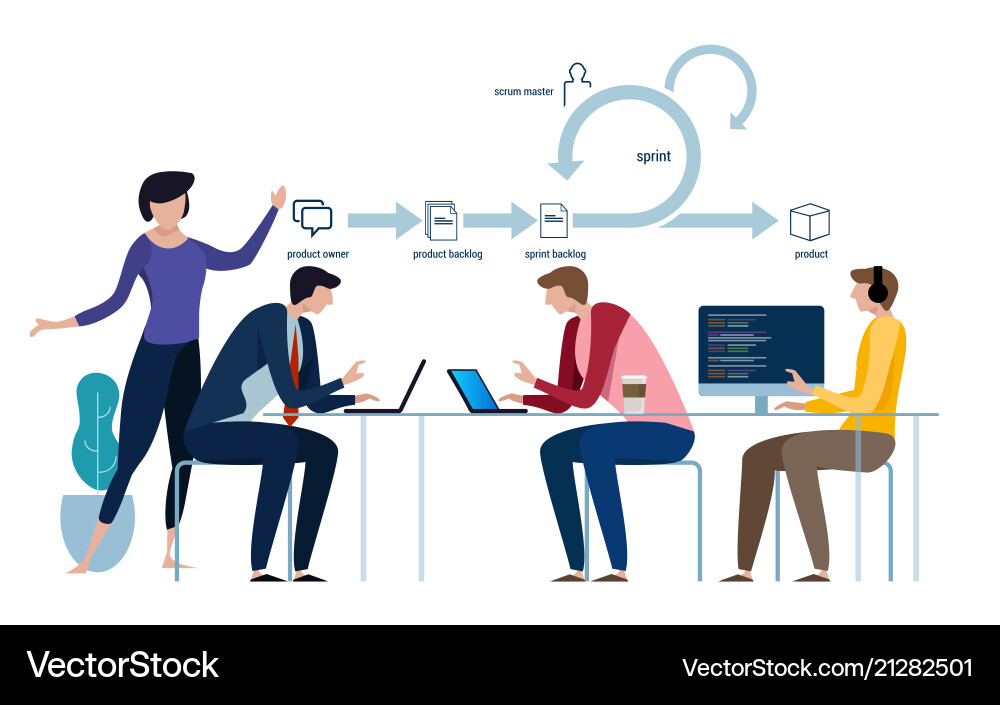 scrum master
sprint
product owner
product backlog
sprint backlog
product
VectorStock
VectorStock.com/21282501